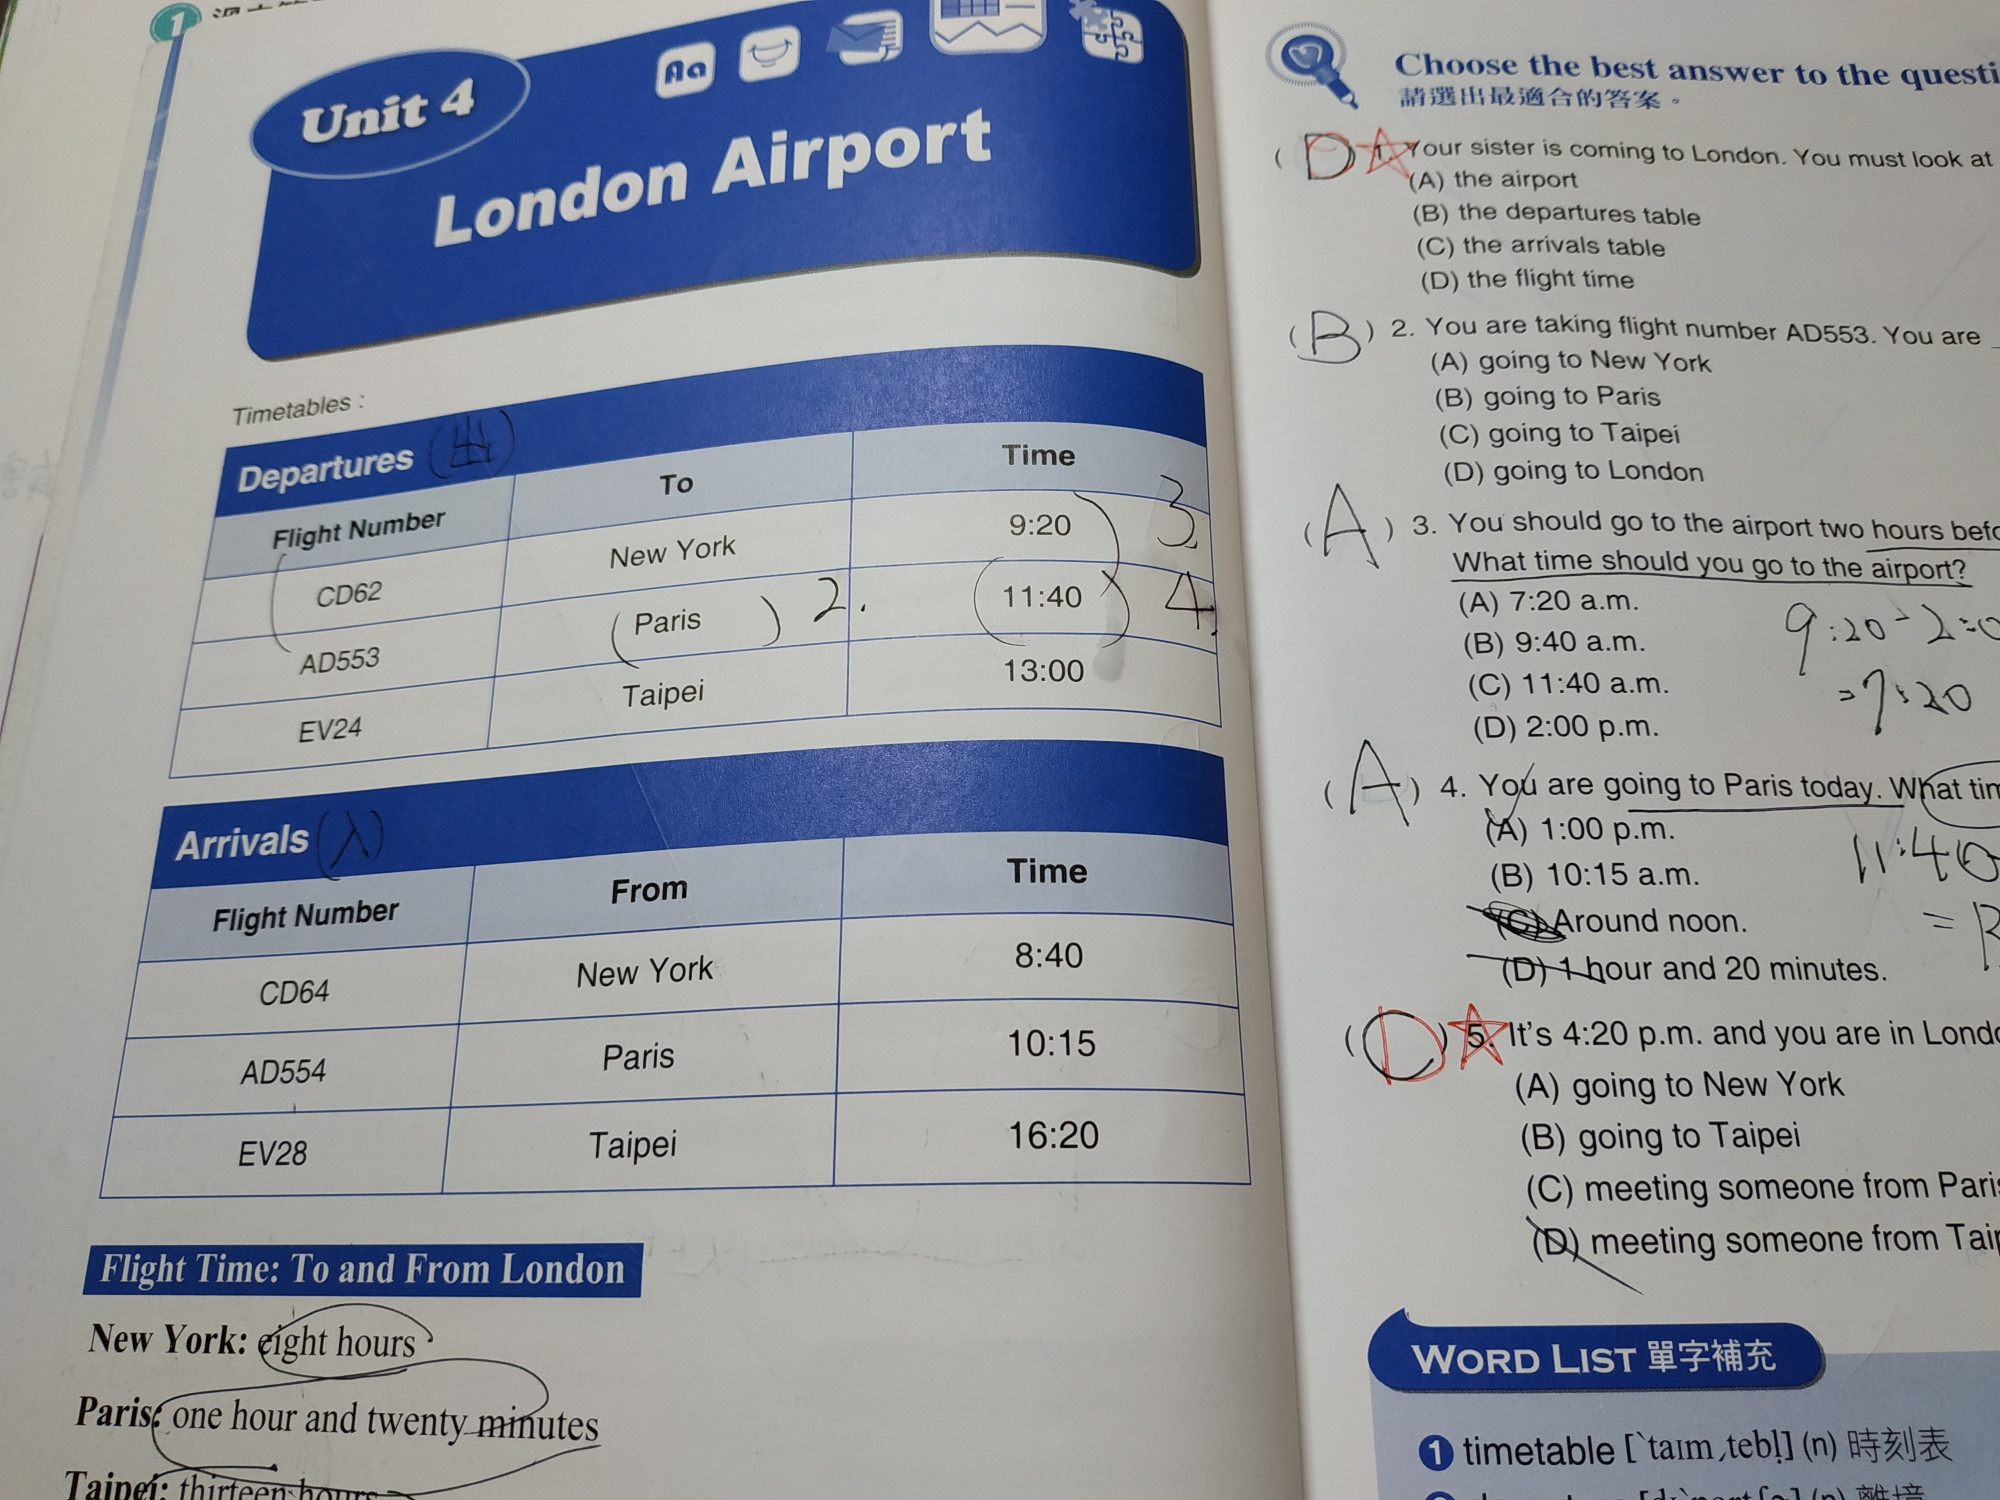 1
Unit 4
Aa
London Airport
Timetables :
Departures (出)
Flight Number To Time
CD62 New York 9:20 3.
AD553 (Paris) 2. 11:40 4.
EV24 Taipei 13:00
Arrivals (入)
Flight Number From Time
CD64 New York 8:40
AD554 Paris 10:15
EV28 Taipei 16:20
Flight Time: To and From London
New York: eight hours
Paris: one hour and twenty minutes
Taipei: thirteen hours
Choose the best answer to the questi
請選出最適合的答案。
(D) 1. Your sister is coming to London. You must look at
(A) the airport
(B) the departures table
(C) the arrivals table
(D) the flight time
(B) 2. You are taking flight number AD553. You are
(A) going to New York
(B) going to Paris
(C) going to Taipei
(D) going to London
(A) 3. You should go to the airport two hours befo
What time should you go to the airport?
(A) 7:20 a.m.
(B) 9:40 a.m.
(C) 11:40 a.m.
(D) 2:00 p.m.
9:20-2:0
=7:20
(A) 4. You are going to Paris today. What tim
(A) 1:00 p.m.
(B) 10:15 a.m.
(C) Around noon.
(D) 1 hour and 20 minutes.
11:40
=
(D) 5. It's 4:20 p.m. and you are in Londo
(A) going to New York
(B) going to Taipei
(C) meeting someone from Paris
(D) meeting someone from Taip
WORD LIST 單字補充
1 timetable [ˋtaɪm͵tebḷ] (n) 時刻表